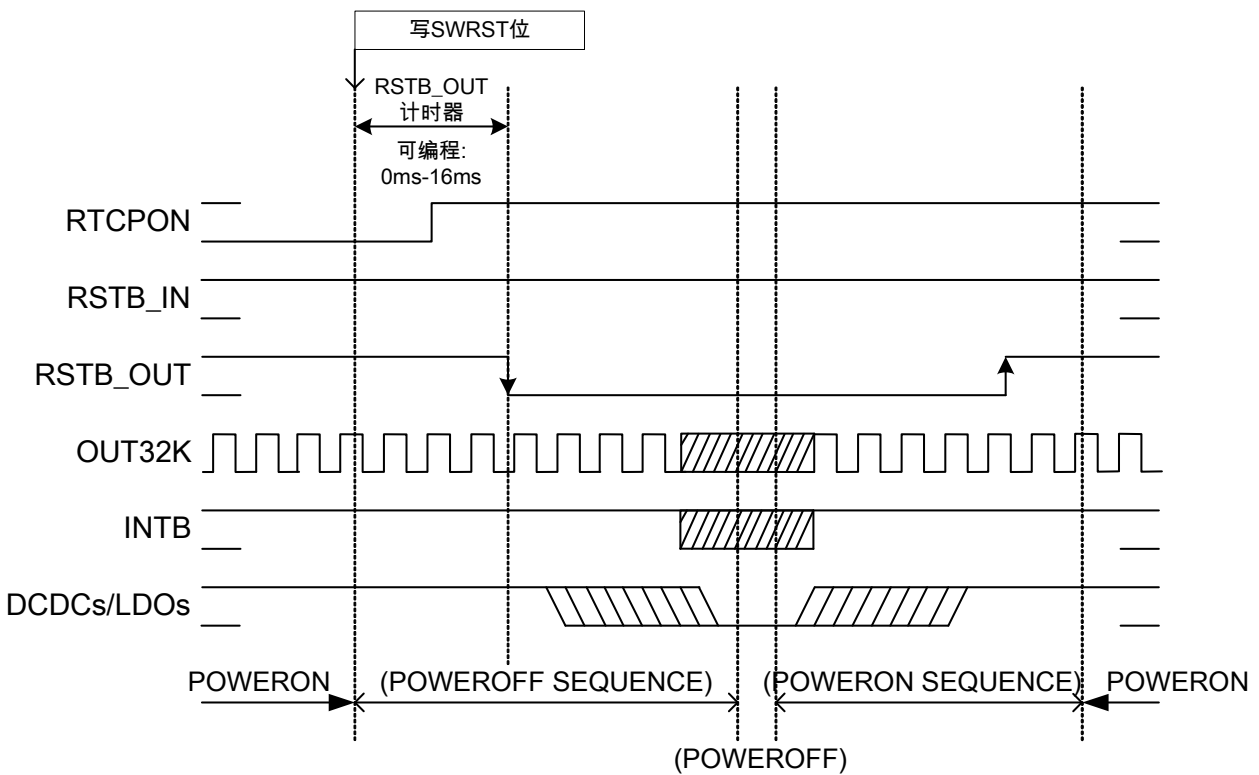 写SWRST位
RSTB_OUT
计时器
可编程:
0ms-16ms
RTCPON
RSTB_IN
RSTB_OUT
OUT32K
INTB
DCDCs/LDOs
POWERON
(POWEROFF SEQUENCE)
(POWERON SEQUENCE)
POWERON
(POWEROFF)